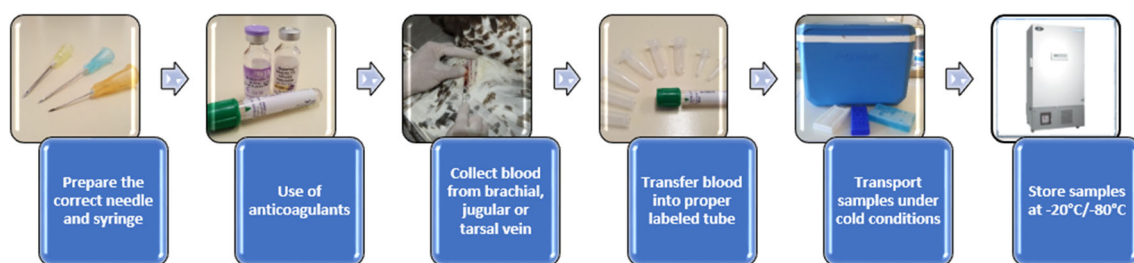 Prepare the
correct needle
and syringe
Use of
anticoagulants
Collect blood
from brachial,
jugular or
tarsal vein
Transfer blood
into proper
labeled tube
Transport
samples under
cold conditions
Store samples
at -20°C/-80°C